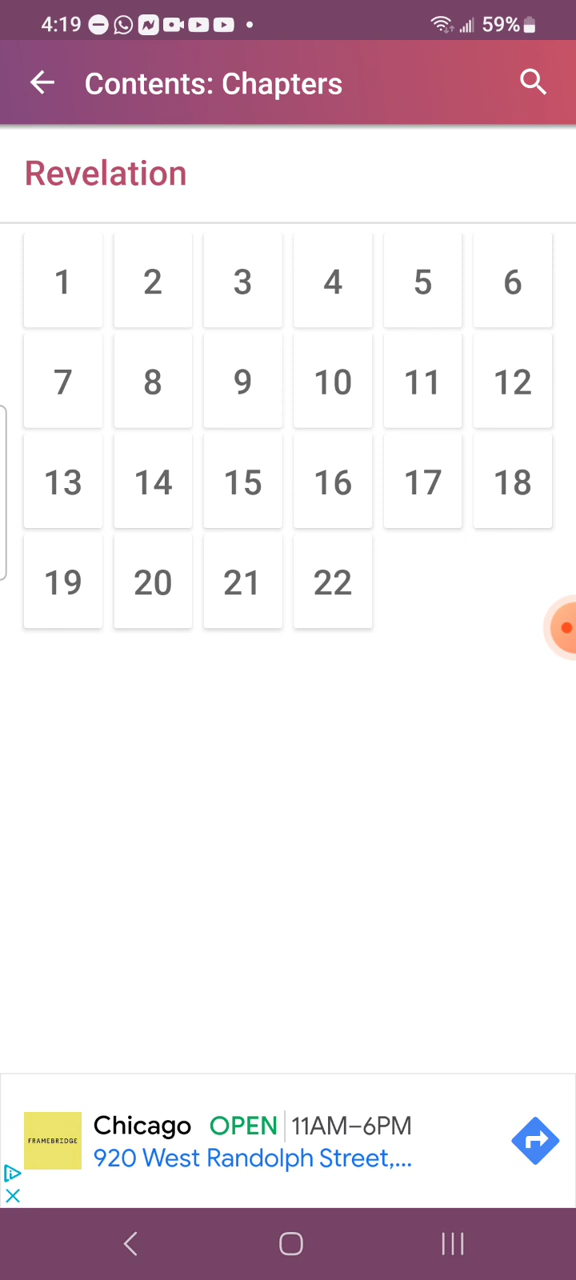 4:19 59%
Contents: Chapters
Revelation
1 2 3 4 5 6
7 8 9 10 11 12
13 14 15 16 17 18
19 20 21 22
FRAMEBRIDGE
Chicago OPEN 11AM–6PM
920 West Randolph Street,...